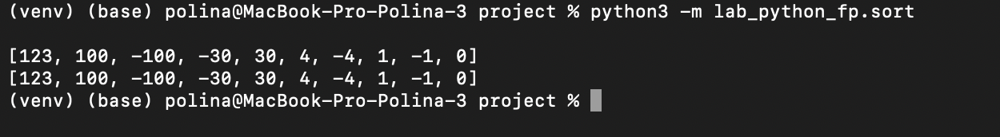 (venv) (base) polina@MacBook-Pro-Polina-3 project % python3 -m lab_python_fp.sort
[123, 100, -100, -30, 30, 4, -4, 1, -1, 0]
[123, 100, -100, -30, 30, 4, -4, 1, -1, 0]
(venv) (base) polina@MacBook-Pro-Polina-3 project %